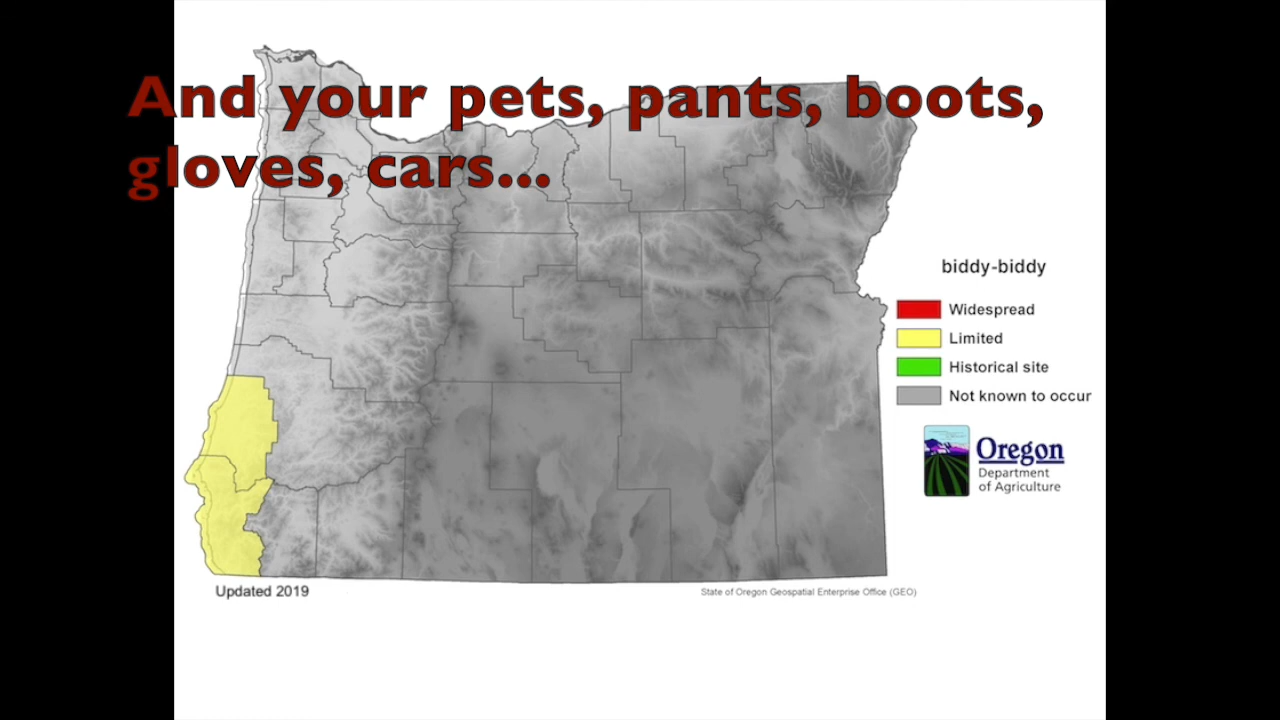 And your pets, pants, boots,
gloves, cars...
biddy-biddy
Widespread
Limited
Historical site
Not known to occur
Oregon
Department
of Agriculture
Updated 2019
State of Oregon Geospatial Enterprise Office (GEO)